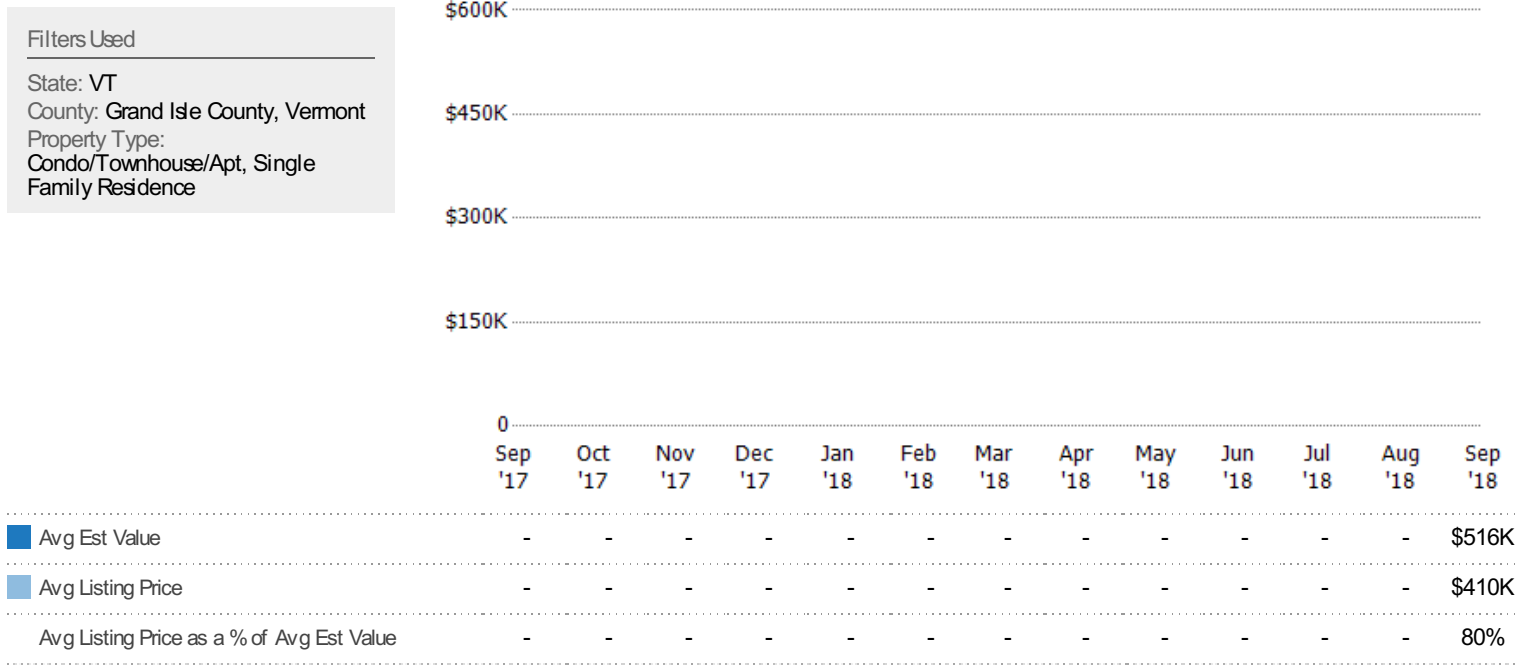 Filters Used
State: VT
County: Grand Isle County, Vermont
Property Type:
Condo/Townhouse/Apt, Single
Family Residence
$600K
$450K
$300K
$150K
0
Sep Oct Nov Dec Jan Feb Mar Apr May Jun Jul Aug Sep
'17 '17 '17 '17 '18 '18 '18 '18 '18 '18 '18 '18 '18
Avg Est Value - - - - - - - - - - - - $516K
Avg Listing Price - - - - - - - - - - - - $410K
Avg Listing Price as a % of Avg Est Value - - - - - - - - - - - - 80%